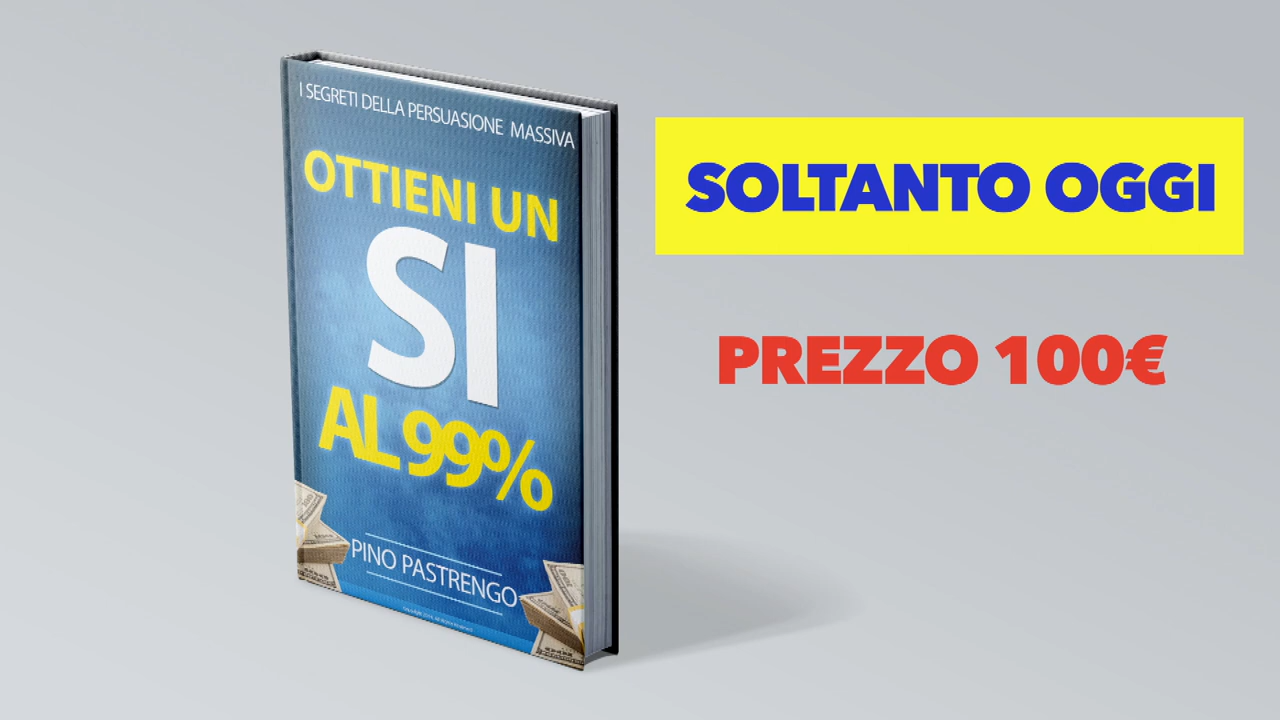 I SEGRETI DELLA PERSUASIONE MASSIVA
OTTIENI UN
SI
AL 99%
PINO PASTRENGO
SOLTANTO OGGI
PREZZO 100€